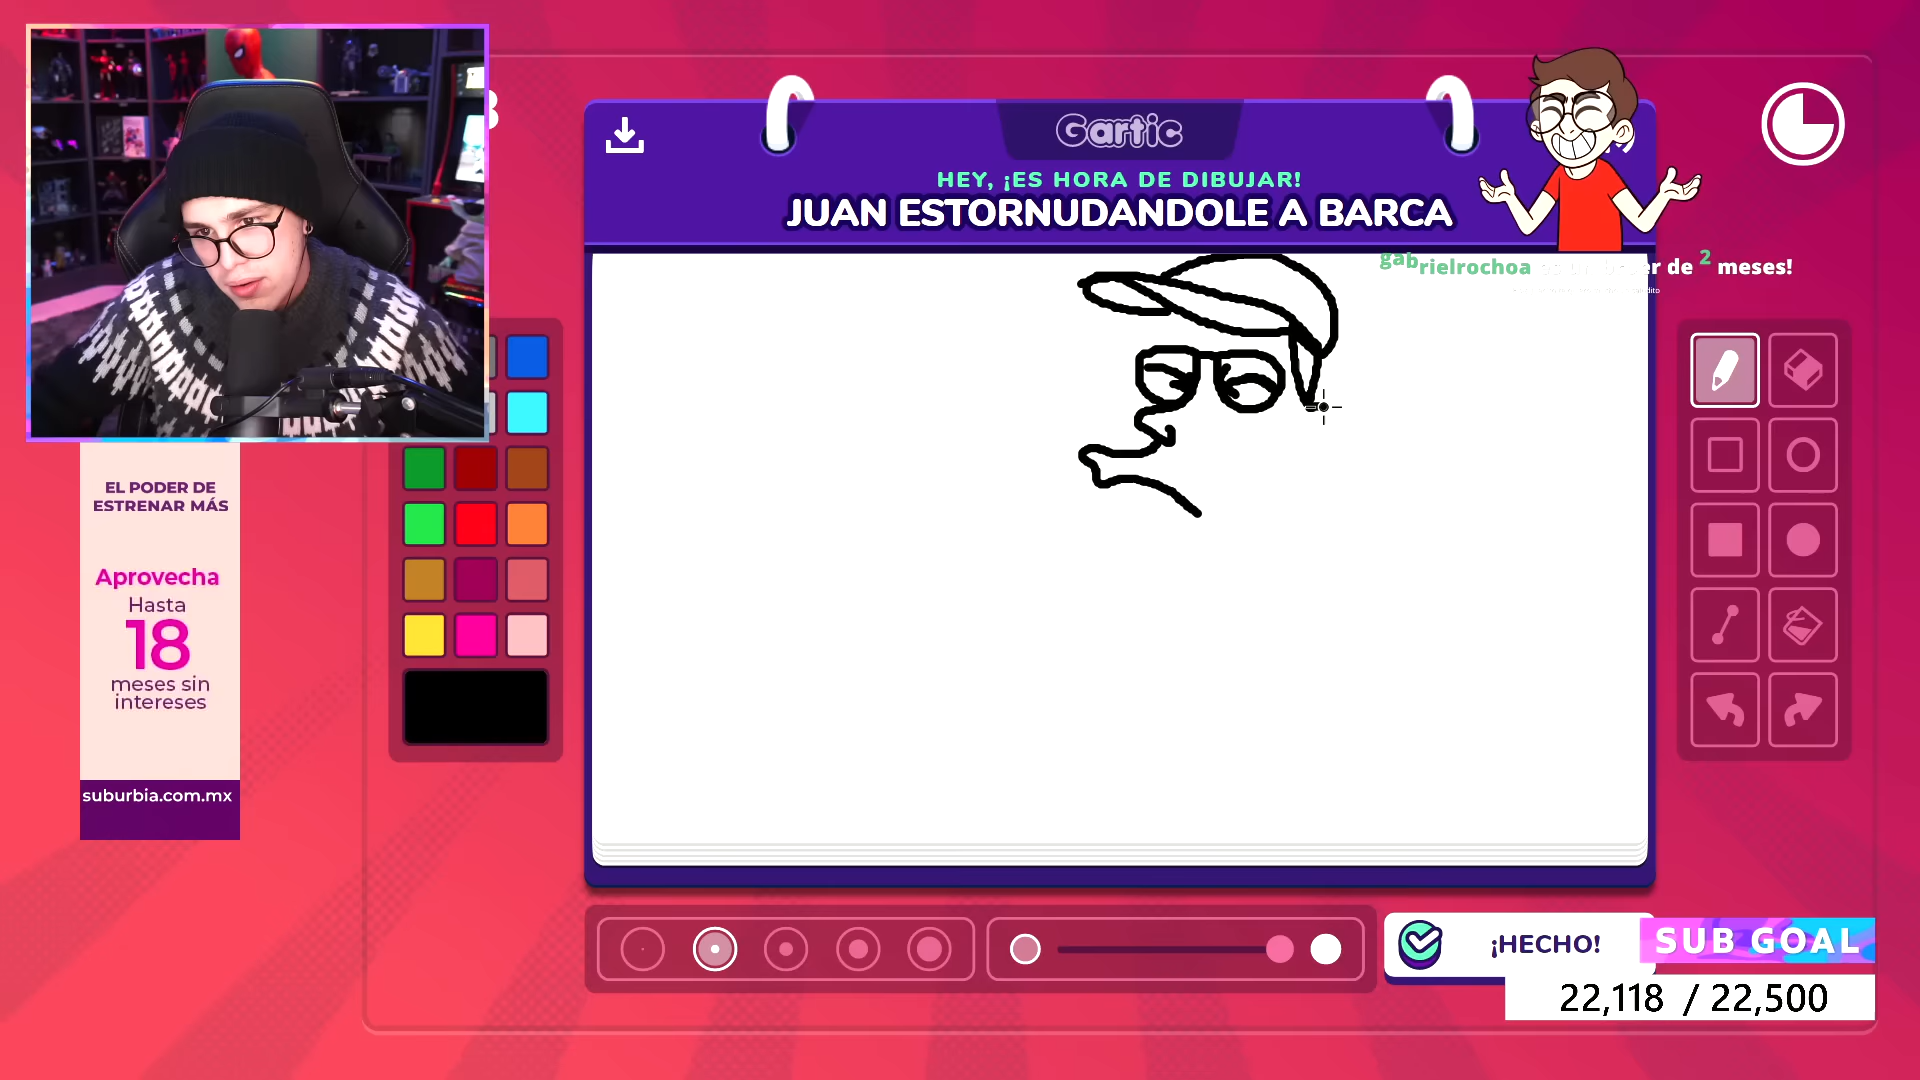 Gartic
HEY, ¡ES HORA DE DIBUJAR!
JUAN ESTORNUDANDOLE A BARCA
gabrielrochoa de 2 meses!
EL PODER DE
ESTRENAR MÁS
Aprovecha
Hasta
18
meses sin
intereses
suburbia.com.mx
¡HECHO!
SUB GOAL
22,118 / 22,500